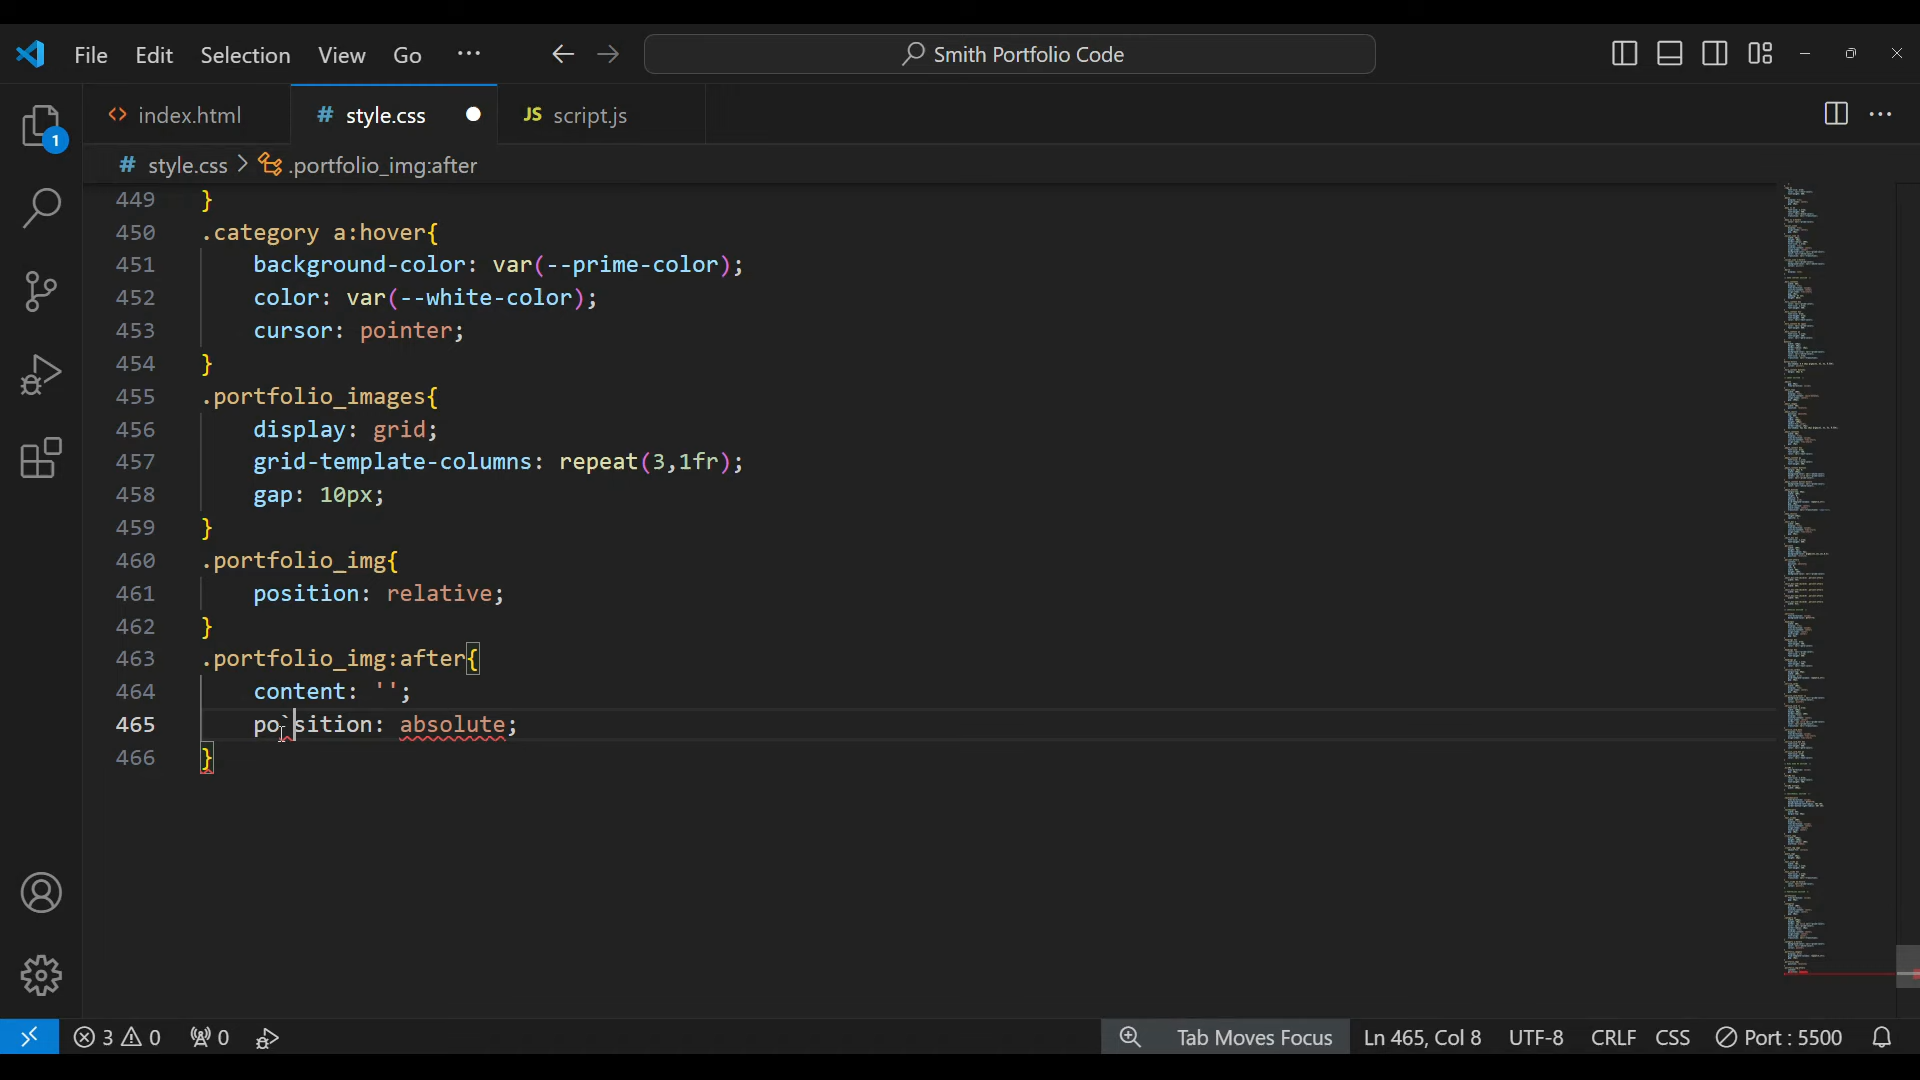 File Edit Selection View Go ··· Smith Portfolio Code
index.html style.css JS script.js
style.css > .portfolio_img:after
449 }
450 .category a:hover{
451 background-color: var(--prime-color);
452 color: var(--white-color);
453 cursor: pointer;
454 }
455 .portfolio_images{
456 display: grid;
457 grid-template-columns: repeat(3,1fr);
458 gap: 10px;
459 }
460 .portfolio_img{
461 position: relative;
462 }
463 .portfolio_img:after{
464 content: '';
465 po`sition: absolute;
466 }
1
3 0 0 Tab Moves Focus Ln 465, Col 8 UTF-8 CRLF CSS Port : 5500